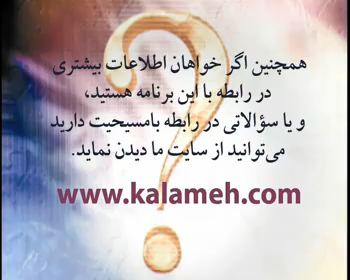 همچنین اگر خواهان اطلاعات بیشتری
در رابطه با این برنامه هستید،
و یا سؤالاتی در رابطه بامسیحیت دارید
می‌توانید از سایت ما دیدن نماید.
www.kalameh.com